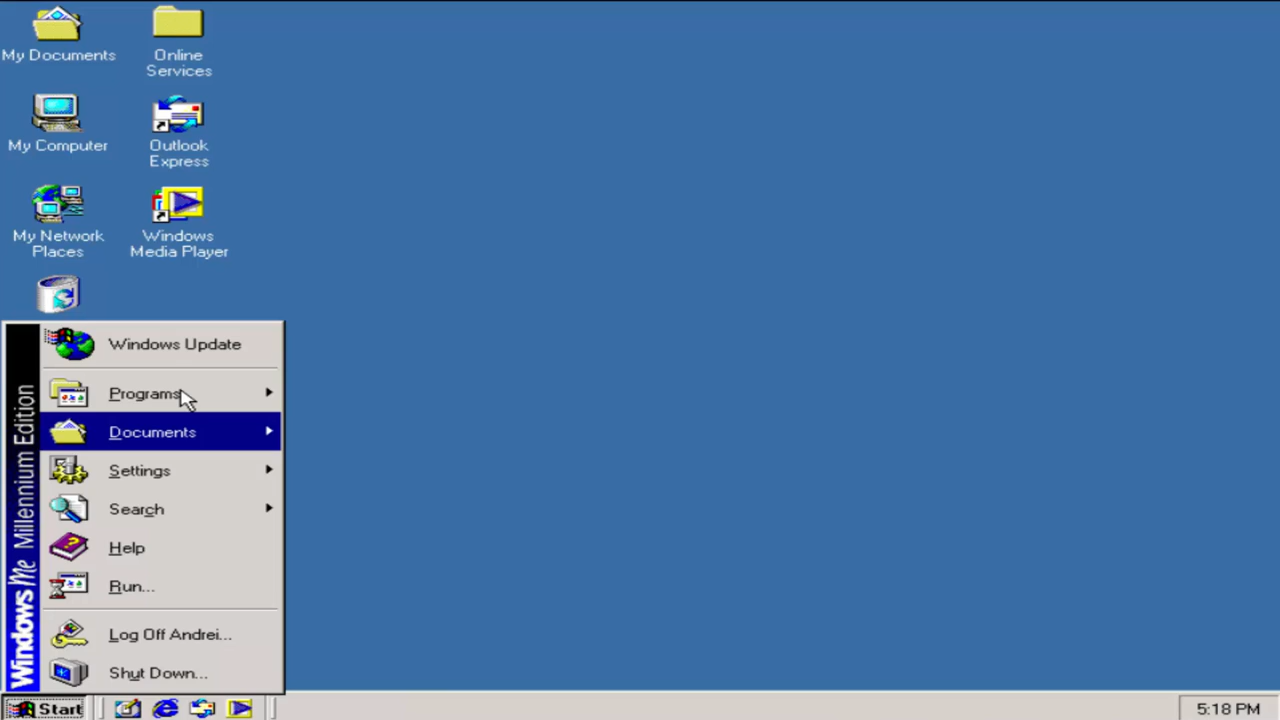 My Documents
Online
Services
My Computer
Outlook
Express
My Network
Places
Windows
Media Player
Windows Me Millennium Edition
Windows Update
Programs
Documents
Settings
Search
Help
Run...
Log Off Andrei...
Shut Down...
Start
5:18 PM